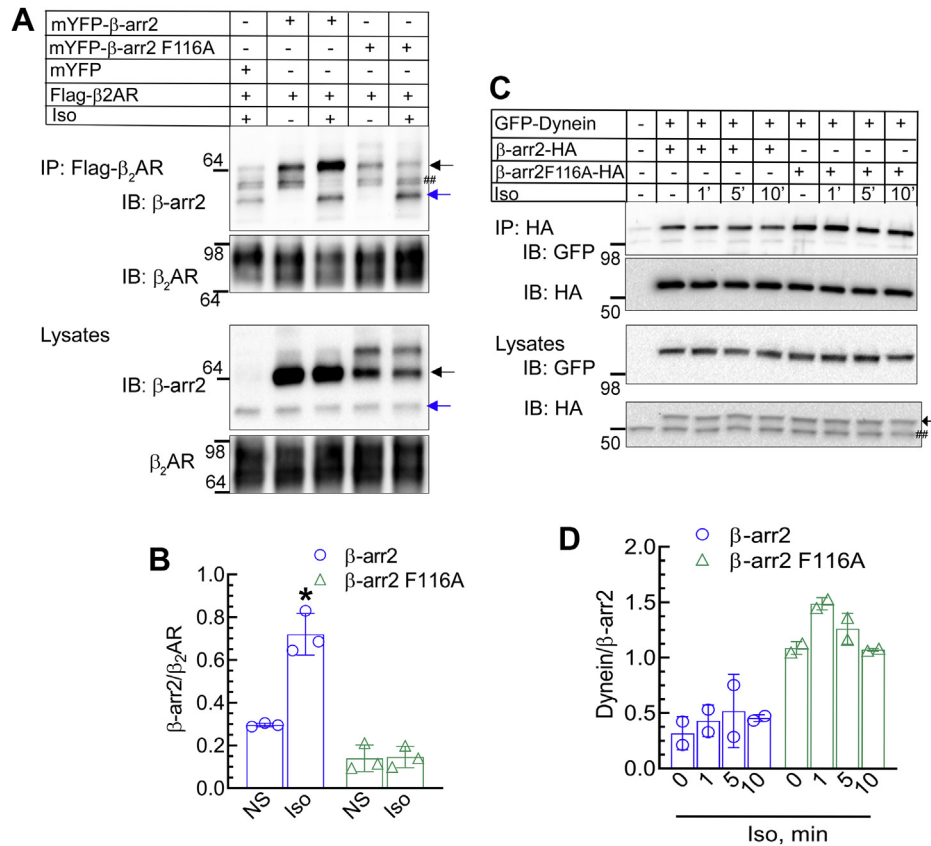 A
mYFP-β-arr2 - + + - -
mYFP-β-arr2 F116A - - - + +
mYFP + - - - -
Flag-β2AR + + + + +
Iso + - + - +
IP: Flag-β₂AR
64
##
IB: β-arr2
98
IB: β₂AR
64
Lysates
64
IB: β-arr2
98
β₂AR
64
C
GFP-Dynein - + + + + + + + +
β-arr2-HA - + + + + - - - -
β-arr2F116A-HA - - - - - + + + +
Iso - - 1' 5' 10' - 1' 5' 10'
IP: HA
IB: GFP
98
IB: HA
50
Lysates
IB: GFP
98
IB: HA
50
##
B
β-arr2
β-arr2 F116A
1.0
0.8
0.6
0.4
0.2
0.0
β-arr2/β₂AR
*
NS Iso NS Iso
D
β-arr2
β-arr2 F116A
2.0
1.5
1.0
0.5
0.0
Dynein/β-arr2
0 1 5 10 0 1 5 10
Iso, min